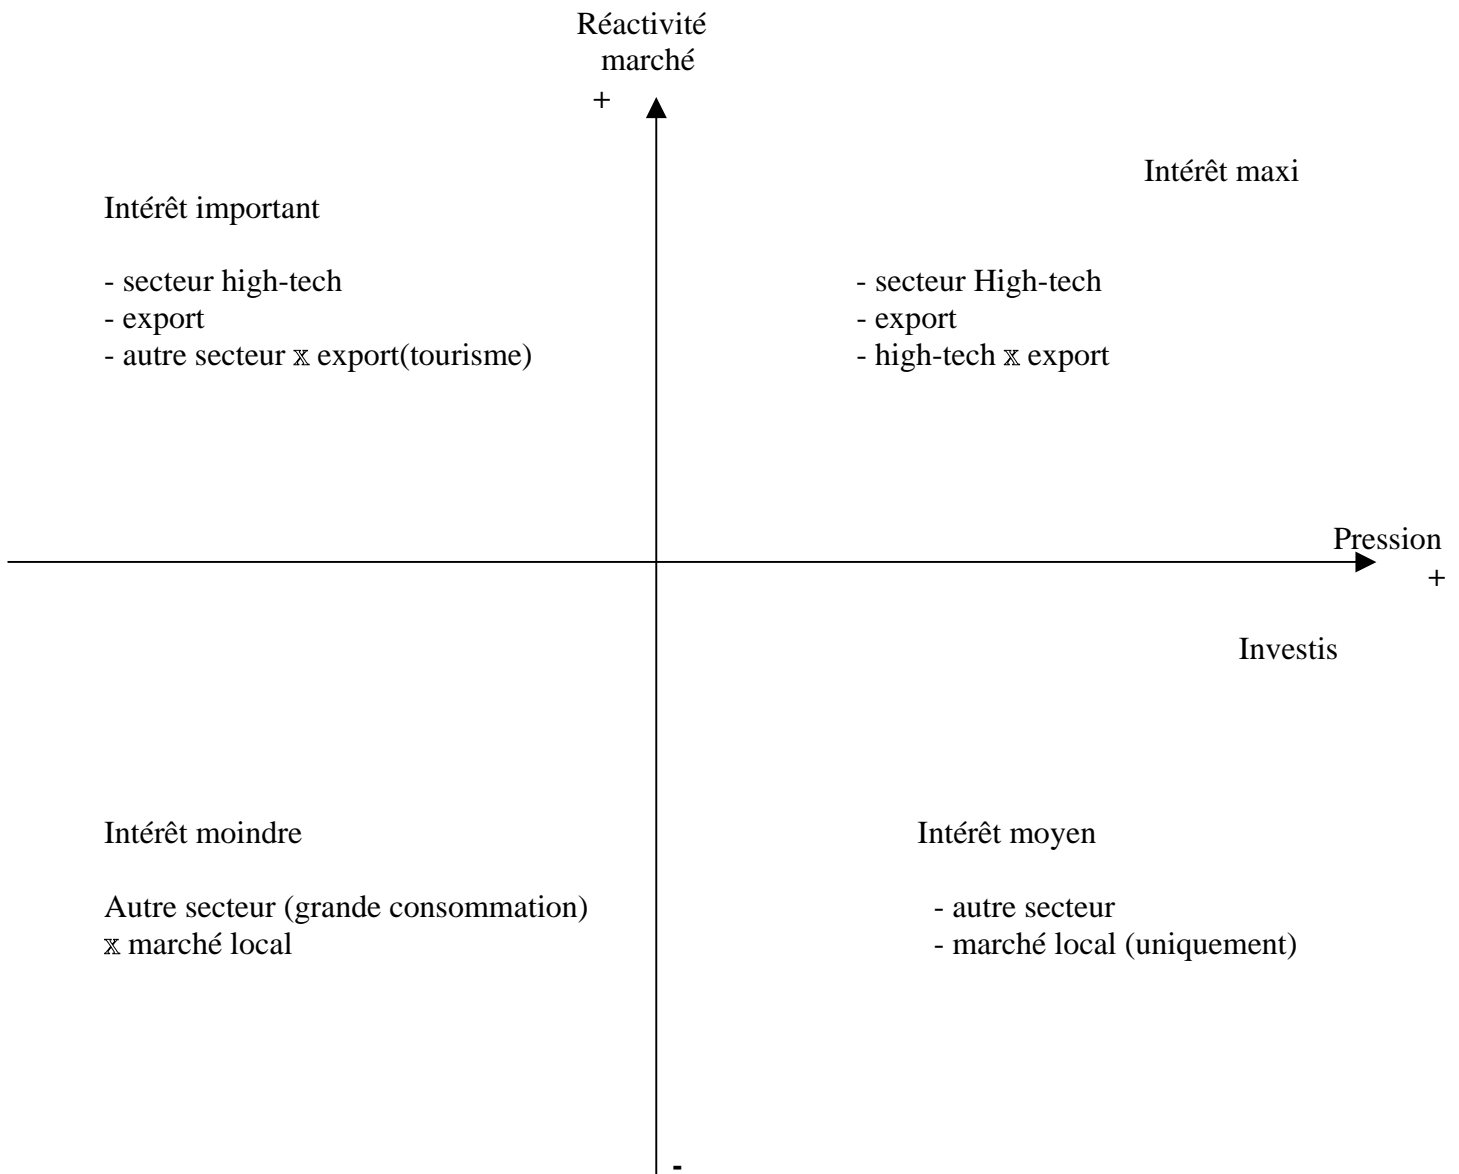 Réactivité
marché
+
Intérêt maxi
Intérêt important
- secteur high-tech
- export
- autre secteur x export(tourisme)
- secteur High-tech
- export
- high-tech x export
Pression
+
Investis
Intérêt moindre
Autre secteur (grande consommation)
x marché local
Intérêt moyen
- autre secteur
- marché local (uniquement)
-